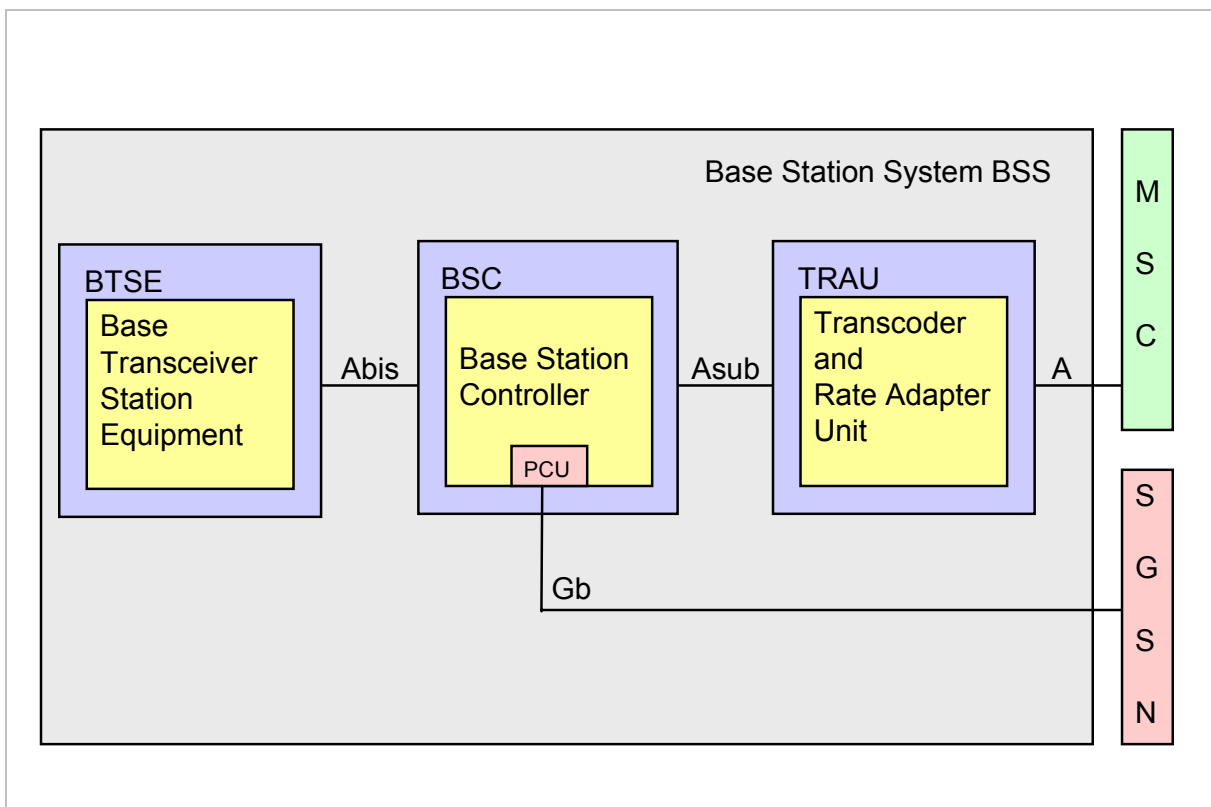 Base Station System BSS
BTSE
Base
Transceiver
Station
Equipment
Abis
BSC
Base Station
Controller
PCU
Asub
TRAU
Transcoder
and
Rate Adapter
Unit
A
M
S
C
Gb
S
G
S
N